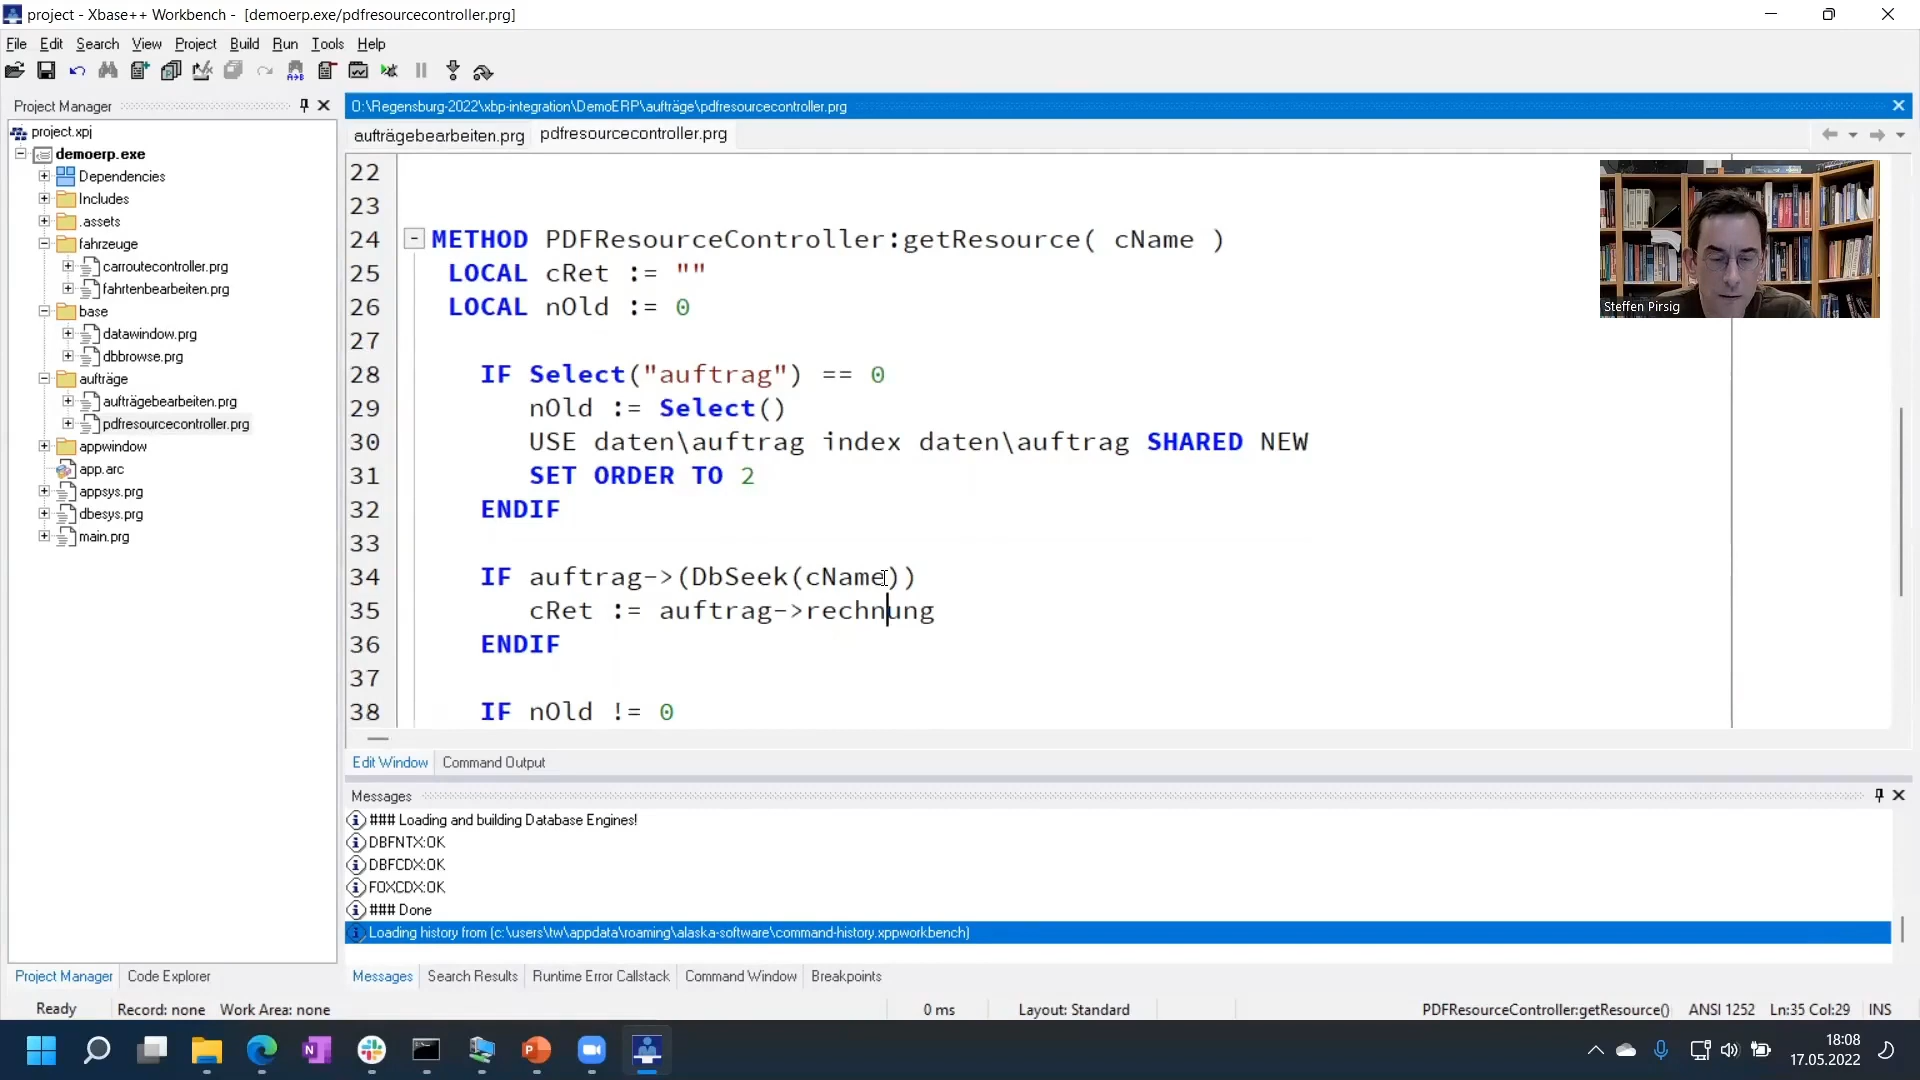 project - Xbase++ Workbench - [demoerp.exe/pdfresourcecontroller.prg]
File Edit Search View Project Build Run Tools Help
Project Manager
project.xpj
demoerp.exe
Dependencies
Includes
.assets
fahrzeuge
carroutecontroller.prg
fahrtenbearbeiten.prg
base
datawindow.prg
dbbrowse.prg
aufträge
aufträgebearbeiten.prg
pdfresourcecontroller.prg
appwindow
app.arc
appsys.prg
dbesys.prg
main.prg
Project Manager Code Explorer
O:\Regensburg-2022\xbp-integration\DemoERP\aufträge\pdfresourcecontroller.prg
aufträgebearbeiten.prg pdfresourcecontroller.prg
22
23
24 METHOD PDFResourceController:getResource( cName )
25 LOCAL cRet := ""
26 LOCAL nOld := 0
27
28 IF Select("auftrag") == 0
29 nOld := Select()
30 USE daten\auftrag index daten\auftrag SHARED NEW
31 SET ORDER TO 2
32 ENDIF
33
34 IF auftrag->(DbSeek(cName))
35 cRet := auftrag->rechnung
36 ENDIF
37
38 IF nOld != 0
Steffen Pirsig
Edit Window Command Output
Messages
### Loading and building Database Engines!
DBFNTX:OK
DBFCDX:OK
FOXCDX:OK
### Done
Loading history from (c:\users\tw\appdata\roaming\alaska-software\command-history.xppworkbench)
Messages Search Results Runtime Error Callstack Command Window Breakpoints
Ready Record: none Work Area: none 0 ms Layout: Standard PDFResourceController:getResource() ANSI 1252 Ln:35 Col:29 INS
18:08
17.05.2022